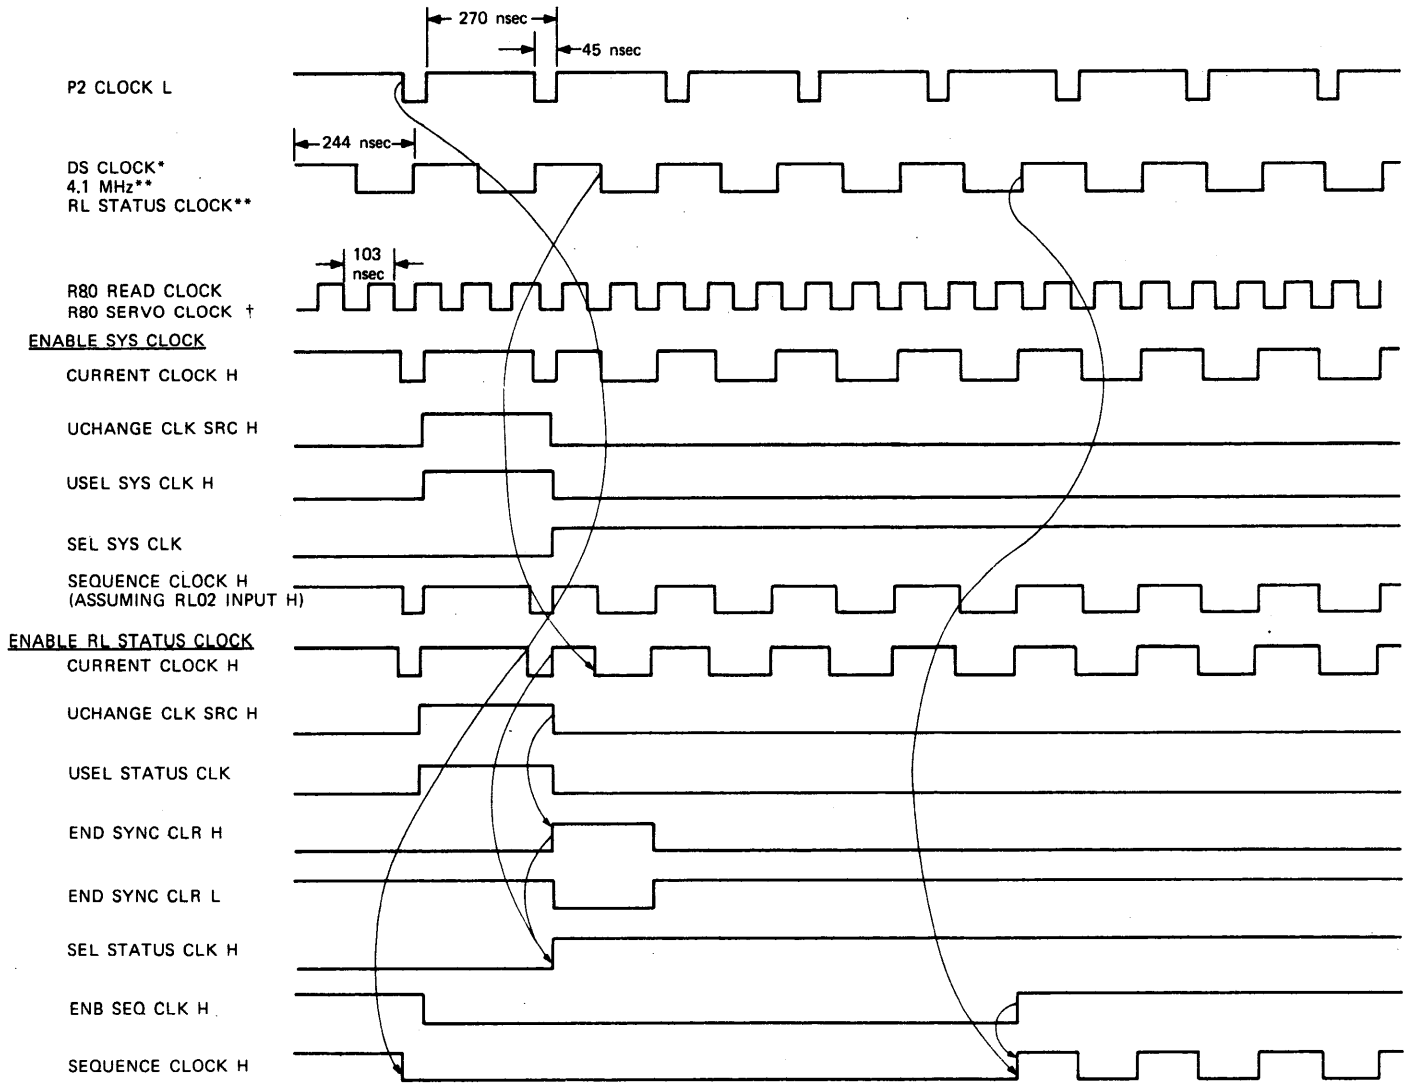 270 nsec
45 nsec
P2 CLOCK L
244 nsec
DS CLOCK*
4.1 MHz**
RL STATUS CLOCK**
103
nsec
R80 READ CLOCK
R80 SERVO CLOCK †
ENABLE SYS CLOCK
CURRENT CLOCK H
UCHANGE CLK SRC H
USEL SYS CLK H
SEL SYS CLK
SEQUENCE CLOCK H
(ASSUMING RL02 INPUT H)
ENABLE RL STATUS CLOCK
CURRENT CLOCK H
UCHANGE CLK SRC H
USEL STATUS CLK
END SYNC CLR H
END SYNC CLR L
SEL STATUS CLK H
ENB SEQ CLK H
SEQUENCE CLOCK H